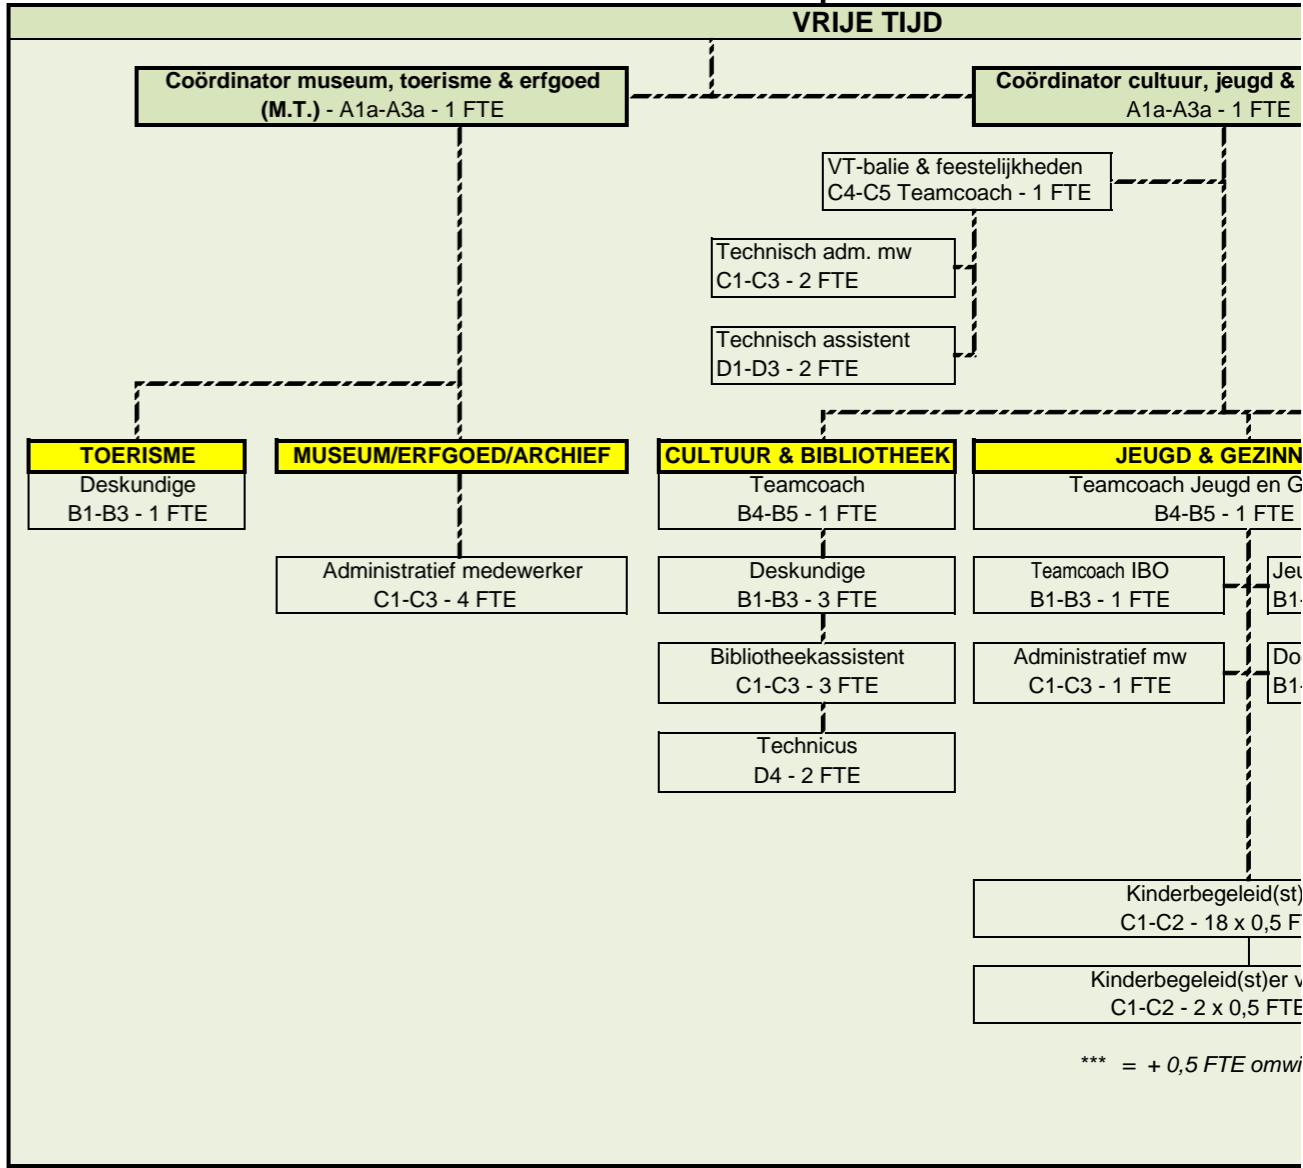 VRIJE TIJD
Coördinator museum, toerisme & erfgoed
(M.T.) - A1a-A3a - 1 FTE
Coördinator cultuur, jeugd &
A1a-A3a - 1 FTE
VT-balie & feestelijkheden
C4-C5 Teamcoach - 1 FTE
Technisch adm. mw
C1-C3 - 2 FTE
Technisch assistent
D1-D3 - 2 FTE
TOERISME
Deskundige
B1-B3 - 1 FTE
MUSEUM/ERFGOED/ARCHIEF
Administratief medewerker
C1-C3 - 4 FTE
CULTUUR & BIBLIOTHEEK
Teamcoach
B4-B5 - 1 FTE
Deskundige
B1-B3 - 3 FTE
Bibliotheekassistent
C1-C3 - 3 FTE
Technicus
D4 - 2 FTE
JEUGD & GEZINN
Teamcoach Jeugd en G
B4-B5 - 1 FTE
Teamcoach IBO
B1-B3 - 1 FTE
Jeu
B1-
Administratief mw
C1-C3 - 1 FTE
Do
B1-
Kinderbegeleid(st)
C1-C2 - 18 x 0,5 F
Kinderbegeleid(st)er v
C1-C2 - 2 x 0,5 FTE
*** = + 0,5 FTE omwi